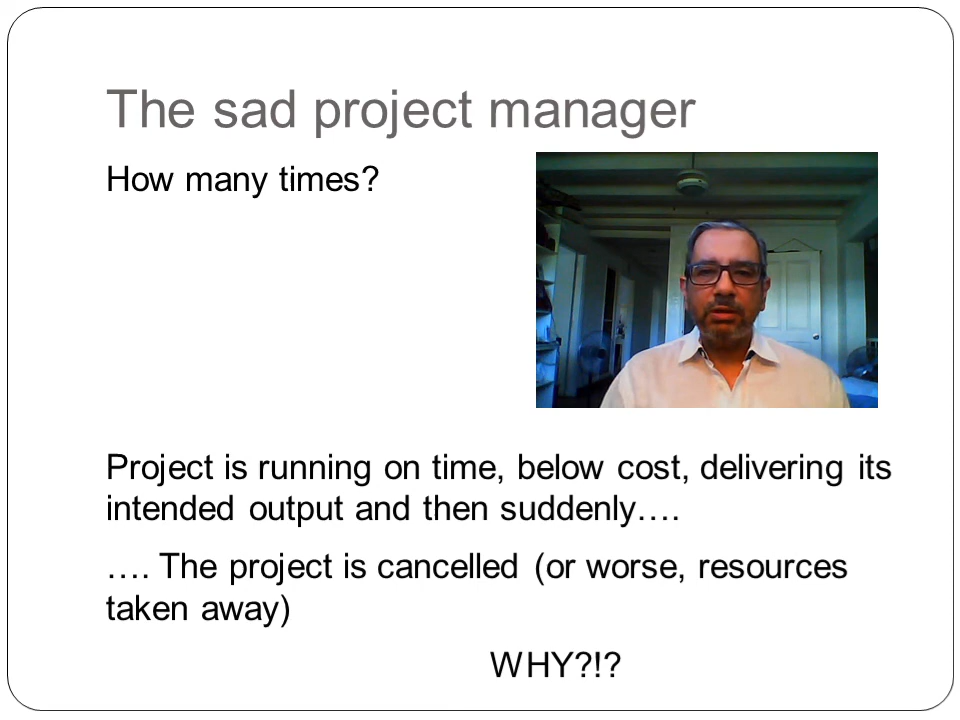 The sad project manager
How many times?
Project is running on time, below cost, delivering its
intended output and then suddenly….
…. The project is cancelled (or worse, resources
taken away)
WHY?!?